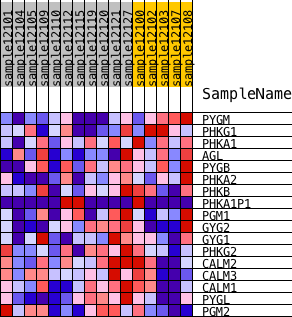 sample12101
sample12104
sample12105
sample12109
sample12110
sample12112
sample12115
sample12119
sample12120
sample12121
sample12122
sample12100
sample12102
sample12103
sample12107
sample12108
SampleName
PYGM
PHKG1
PHKA1
AGL
PYGB
PHKA2
PHKB
PHKA1P1
PGM1
GYG2
GYG1
PHKG2
CALM2
CALM3
CALM1
PYGL
PGM2